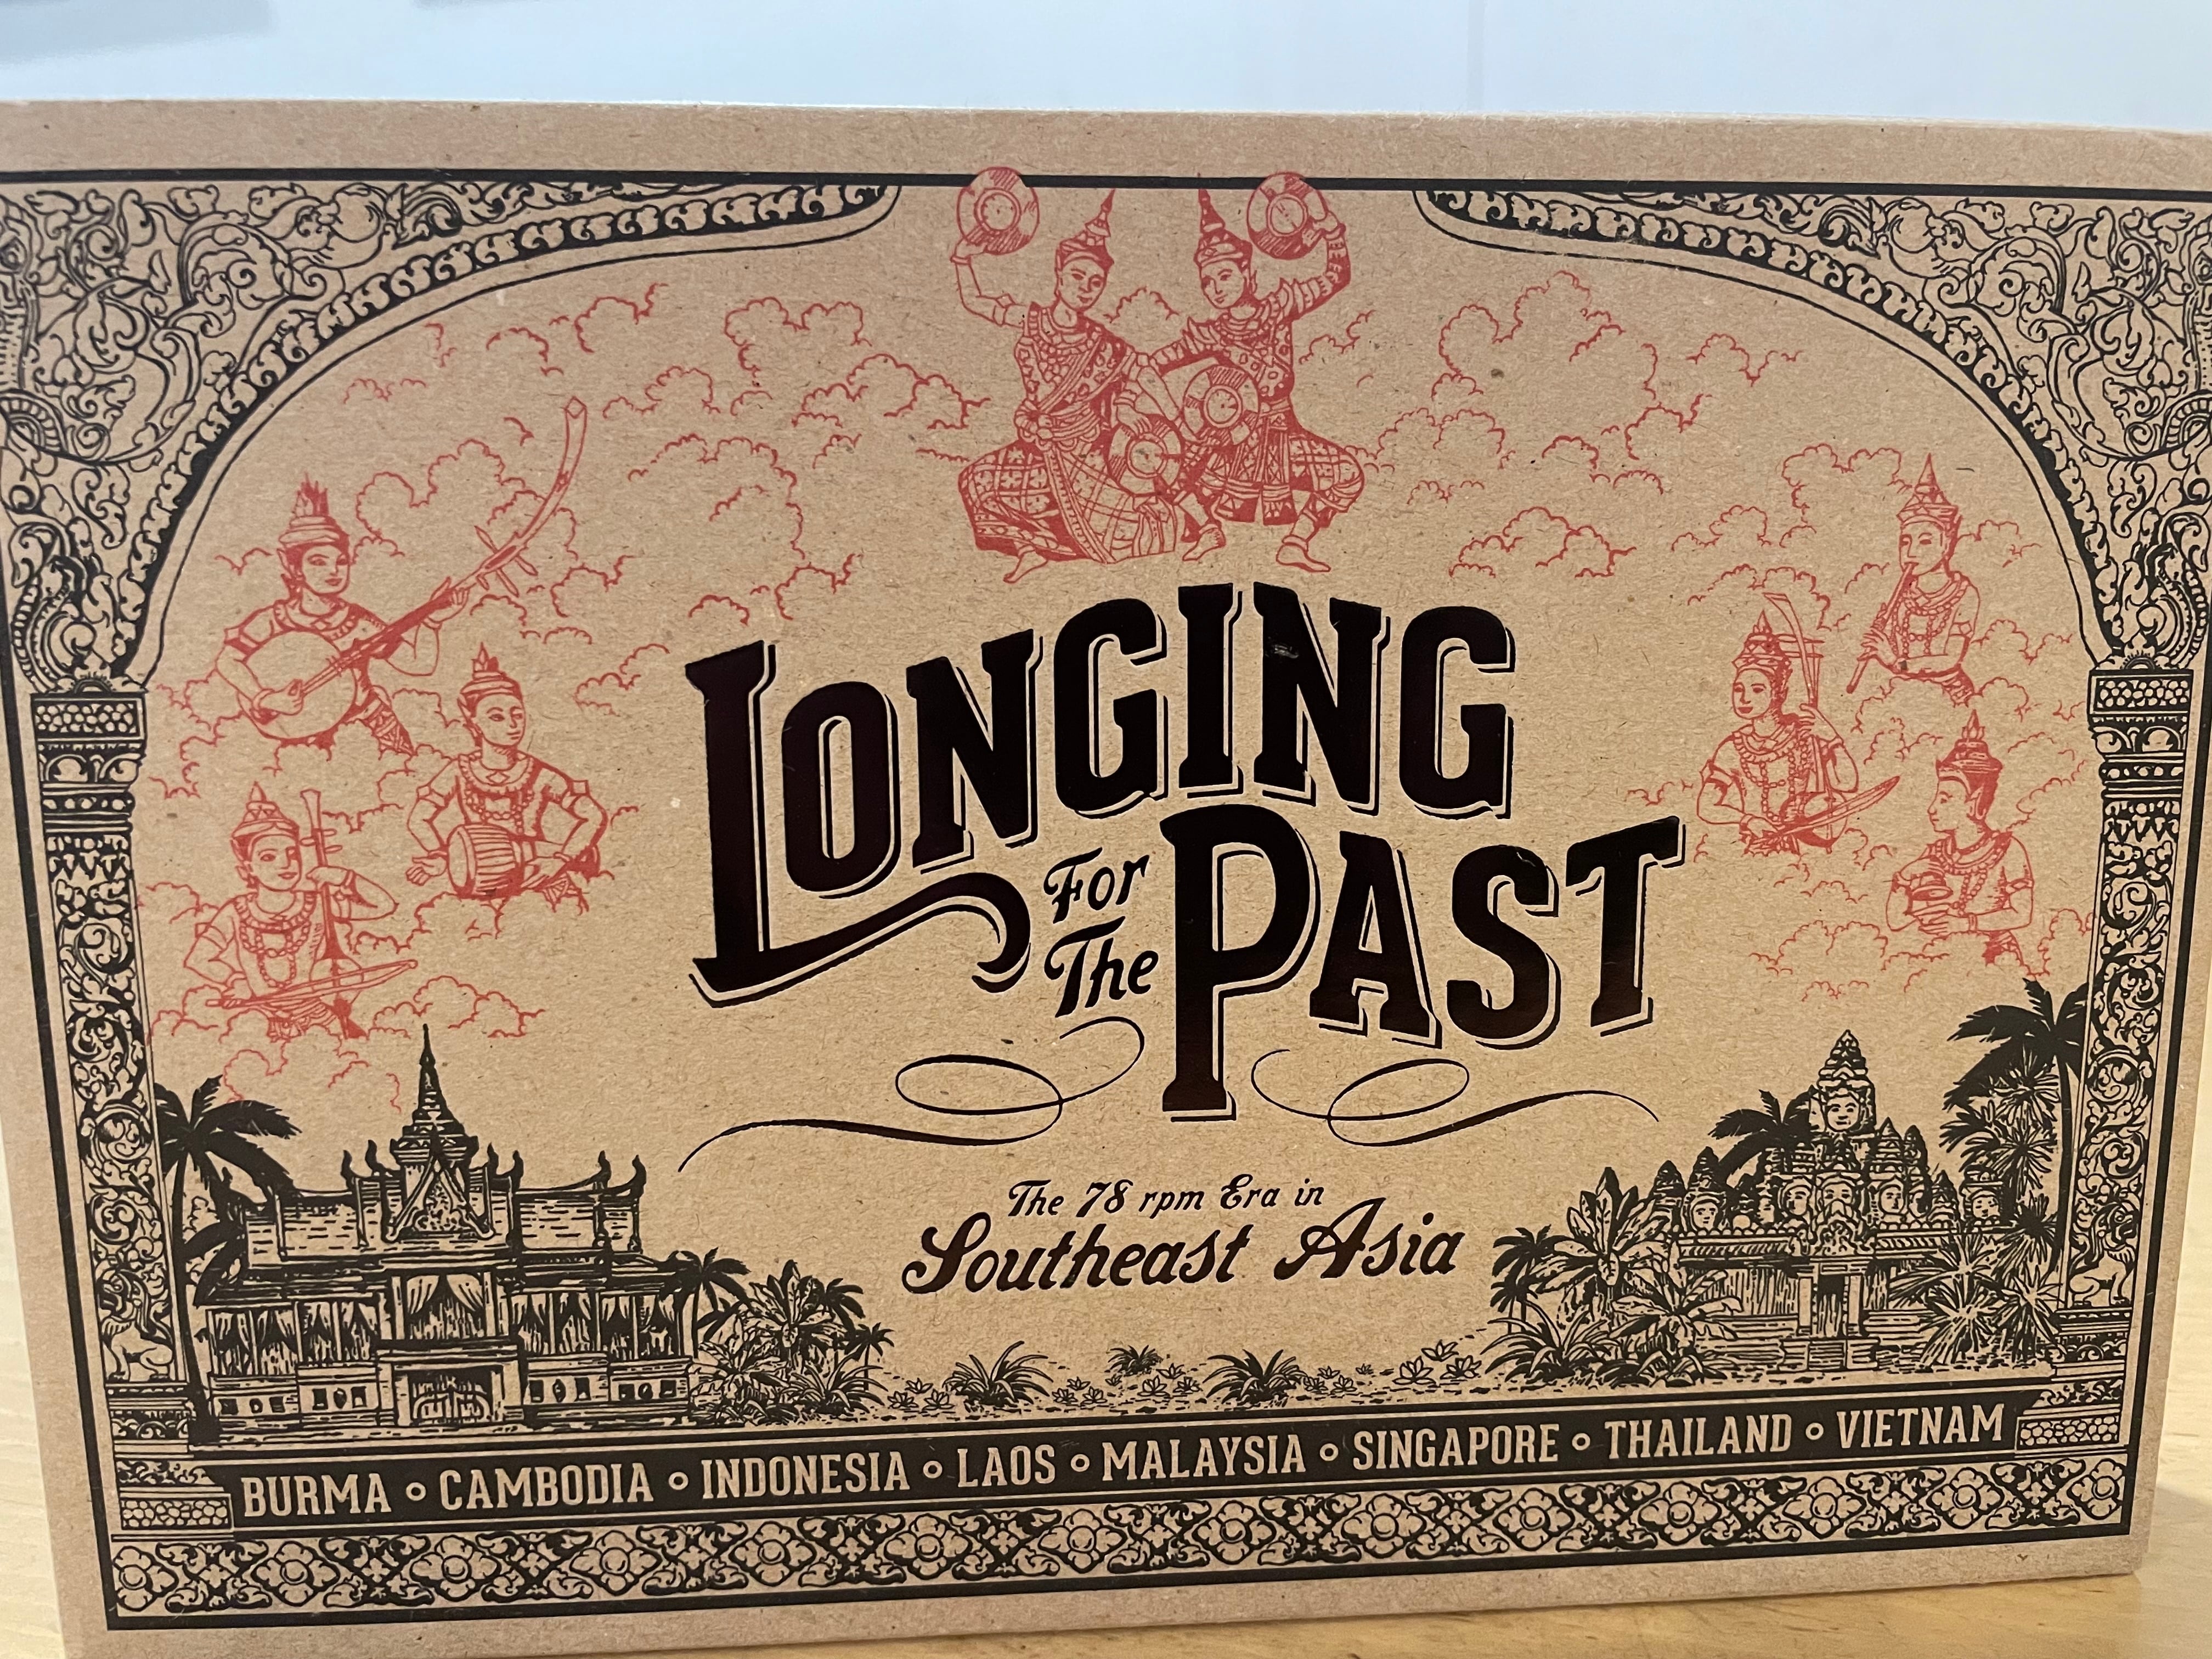 LONGING
For
The
PAST
The 78 rpm Era in
Southeast Asia
BURMA ∘ CAMBODIA ∘ INDONESIA ∘ LAOS ∘ MALAYSIA ∘ SINGAPORE ∘ THAILAND ∘ VIETNAM